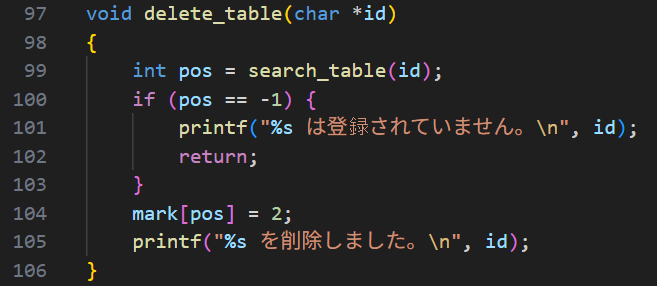 97 void delete_table(char *id)
98 {
99     int pos = search_table(id);
100     if (pos == -1) {
101         printf("%s は登録されていません。\n", id);
102         return;
103     }
104     mark[pos] = 2;
105     printf("%s を削除しました。\n", id);
106 }